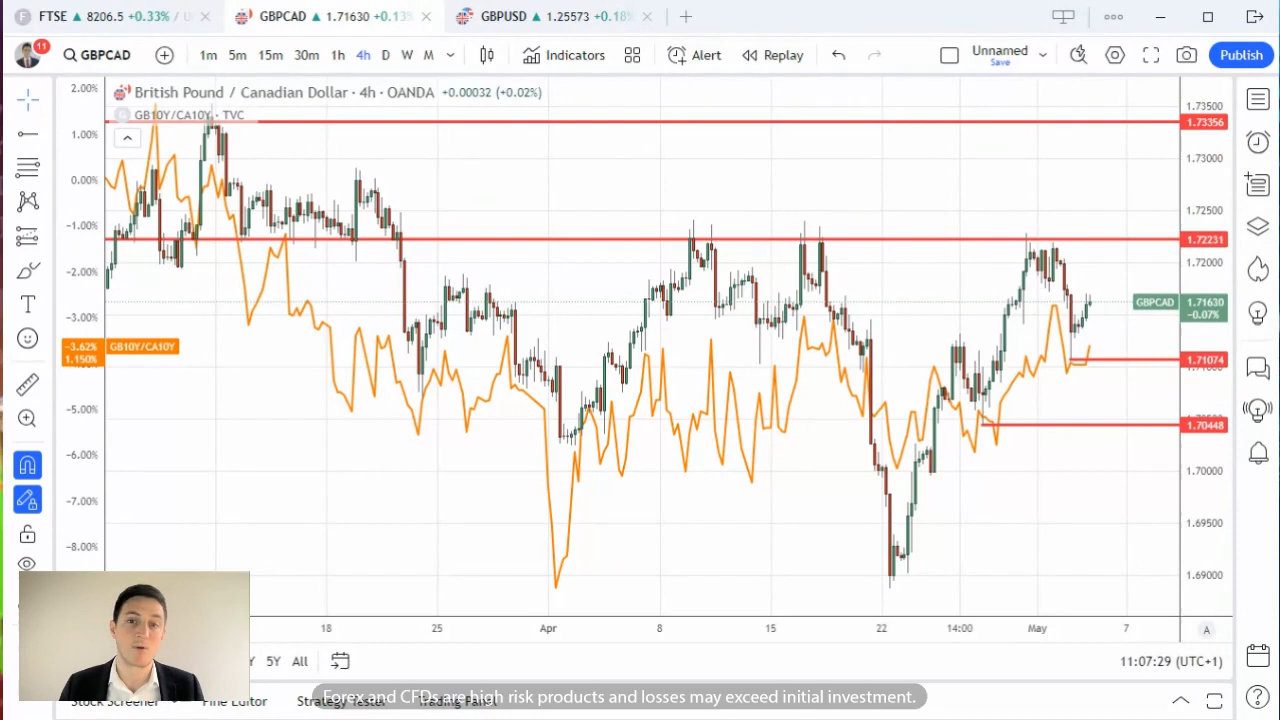 FTSE ▲ 8206.5 +0.33% / U
GBPCAD ▲ 1.71630 +0.13%
GBPUSD ▲ 1.25573 +0.18%
11
GBPCAD
1m 5m 15m 30m 1h 4h D W M
Indicators
Alert
Replay
Unnamed
Save
Publish
British Pound / Canadian Dollar · 4h · OANDA +0.00032 (+0.02%)
GB10Y/CA10Y · TVC
2.00%
1.00%
0.00%
−1.00%
−2.00%
−3.00%
−3.62%
1.150%
GB10Y/CA10Y
−5.00%
−6.00%
−7.00%
−8.00%
1.73500
1.73356
1.73000
1.72500
1.72231
1.72000
GBPCAD 1.71630
−0.07%
1.71074
1.70448
1.70000
1.69500
1.69000
18 25 Apr 8 15 22 14:00 May 7
A
5Y All
11:07:29 (UTC+1)
Stock Screener Pine Editor Strategy Tester Trading Panel
Forex and CFDs are high risk products and losses may exceed initial investment.